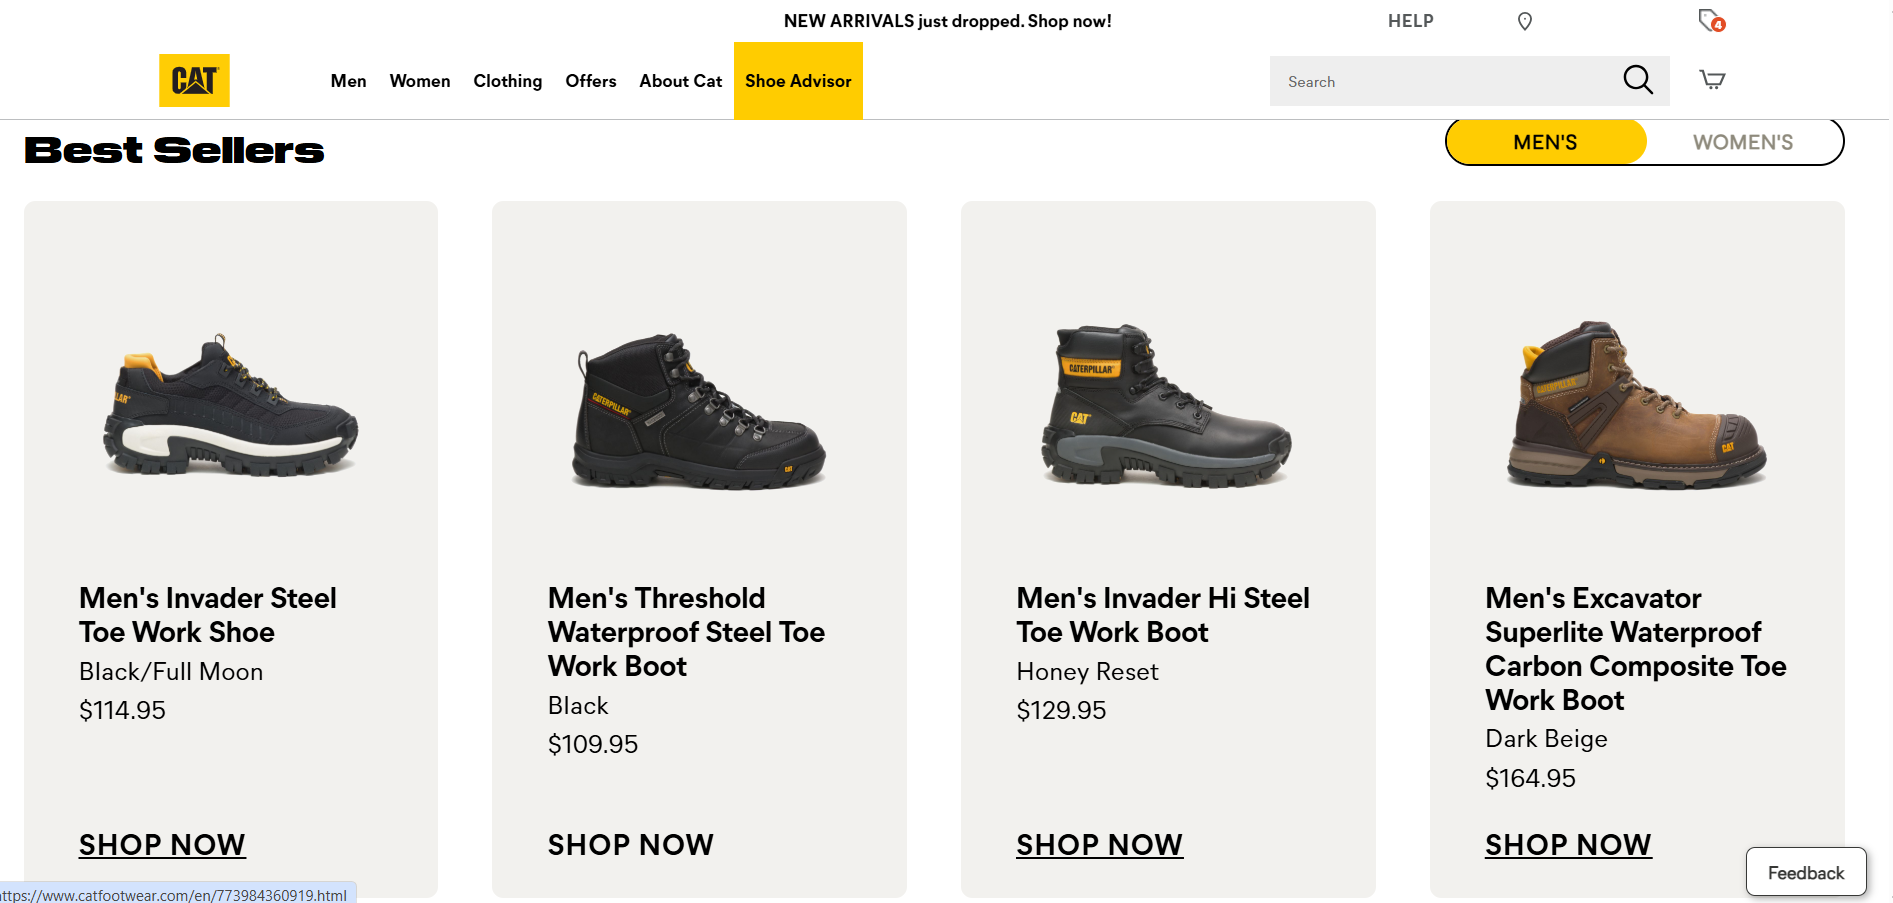 NEW ARRIVALS just dropped. Shop now!
HELP
4
CAT
Men Women Clothing Offers About Cat Shoe Advisor
Search
Best Sellers
MEN'S WOMEN'S
CATERPILLAR
CATERPILLAR
CAT
CAT
CATERPILLAR
CAT
Men's Invader Steel
Toe Work Shoe
Black/Full Moon
$114.95
SHOP NOW
Men's Threshold
Waterproof Steel Toe
Work Boot
Black
$109.95
SHOP NOW
Men's Invader Hi Steel
Toe Work Boot
Honey Reset
$129.95
SHOP NOW
Men's Excavator
Superlite Waterproof
Carbon Composite Toe
Work Boot
Dark Beige
$164.95
SHOP NOW
Feedback
ttps://www.catfootwear.com/en/773984360919.html